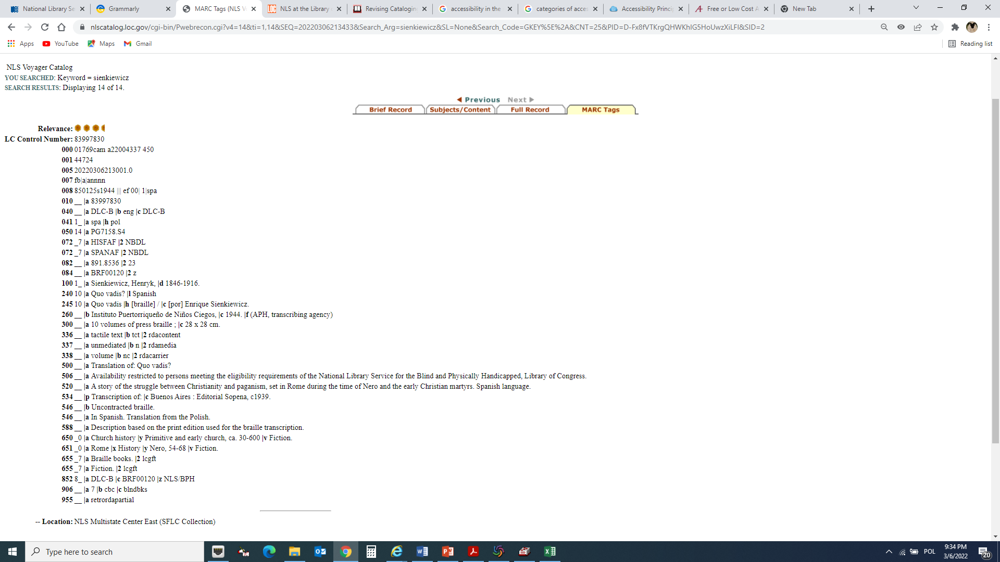 National Library Se
Grammarly
MARC Tags (NLS V
NLS at the Library
Revising Cataloging
accessibility in the
categories of acces
Accessibility Princip
Free or Low Cost A
New Tab
nlscatalog.loc.gov/cgi-bin/Pwebrecon.cgi?v4=14&ti=1,14&SEQ=20220306213433&Search_Arg=sienkiewicz&SL=None&Search_Code=GKEY%5E%2A&CNT=25&PID=D-Fx8fVTKrgQHWKhIG5HoUwzXiLFI&SID=2
Apps YouTube Maps Gmail Reading list
NLS Voyager Catalog
YOU SEARCHED: Keyword = sienkiewicz
SEARCH RESULTS: Displaying 14 of 14.
Previous Next
Brief Record Subjects/Content Full Record MARC Tags
Relevance:
LC Control Number: 83997830
000 01769cam a22004337 450
001 44724
005 20220306213001.0
007 fb|a|annnn
008 850125s1944 ||| ef 00| 1|spa
010 __ |a 83997830
040 __ |a DLC-B |b eng |c DLC-B
041 1_ |a spa |h pol
050 14 |a PG7158.S4
072 _7 |a HISFAF |2 NBDL
072 _7 |a SPANAF |2 NBDL
082 __ |a 891.8536 |2 23
084 __ |a BRF00120 |2 z
100 1_ |a Sienkiewicz, Henryk, |d 1846-1916.
240 10 |a Quo vadis? |l Spanish
245 10 |a Quo vadis |h [braille] / |c [por] Enrique Sienkiewicz.
260 __ |b Instituto Puertorriqueño de Niños Ciegos, |c 1944. |f (APH, transcribing agency)
300 __ |a 10 volumes of press braille ; |c 28 x 28 cm.
336 __ |a tactile text |b tct |2 rdacontent
337 __ |a unmediated |b n |2 rdamedia
338 __ |a volume |b nc |2 rdacarrier
500 __ |a Translation of: Quo vadis?
506 __ |a Availability restricted to persons meeting the eligibility requirements of the National Library Service for the Blind and Physically Handicapped, Library of Congress.
520 __ |a A story of the struggle between Christianity and paganism, set in Rome during the time of Nero and the early Christian martyrs. Spanish language.
534 __ |p Transcription of: |c Buenos Aires : Editorial Sopena, c1939.
546 __ |b Uncontracted braille.
546 __ |a In Spanish. Translation from the Polish.
588 __ |a Description based on the print edition used for the braille transcription.
650 _0 |a Church history |y Primitive and early church, ca. 30-600 |v Fiction.
651 _0 |a Rome |x History |y Nero, 54-68 |v Fiction.
655 _7 |a Braille books. |2 lcgft
655 _7 |a Fiction. |2 lcgft
852 8_ |a DLC-B |c BRF00120 |z NLS/BPH
906 __ |a 7 |b cbc |c blndbks
955 __ |a retrordapartial
-- Location: NLS Multistate Center East (SFLC Collection)
Type here to search
POL
9:34 PM
3/6/2022
20